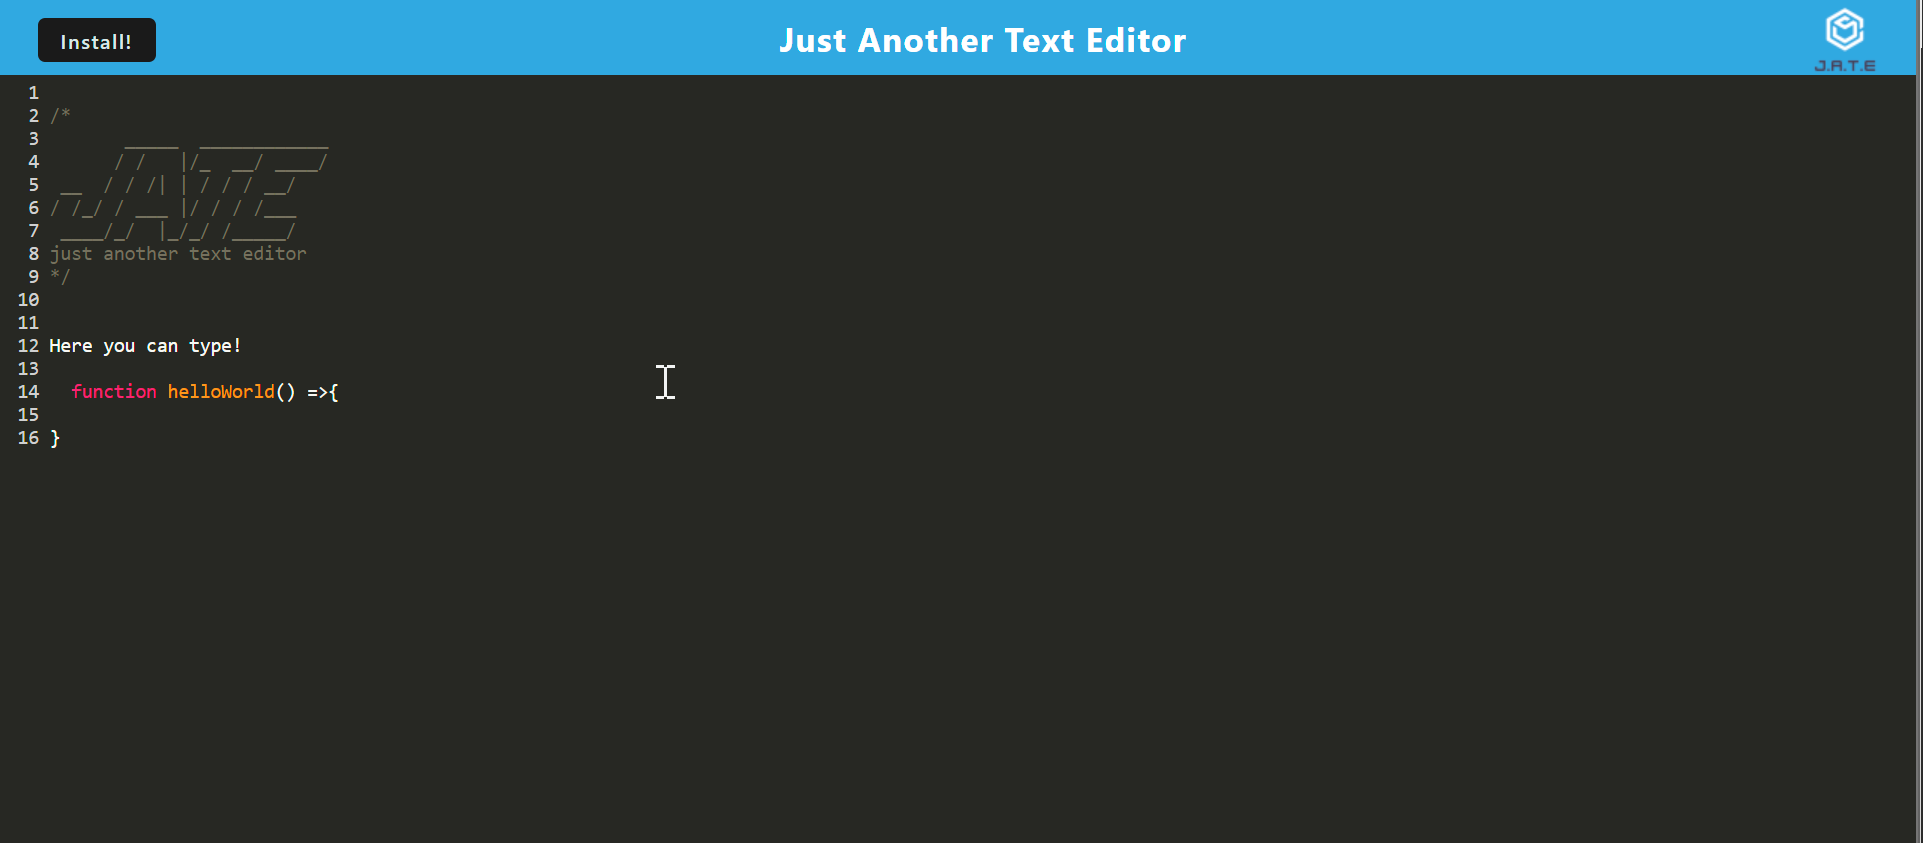 Install!
Just Another Text Editor
J.A.T.E
1
2 /*
3        _____  ____________
4       / /   |/_  __/ ____/
5  __  / / /| | / / / __/
6 / /_/ / ___ |/ / / /___
7  ____/_/  |_/_/ /_____/
8 just another text editor
9 */
10
11
12 Here you can type!
13
14   function helloWorld() =>{
15
16 }